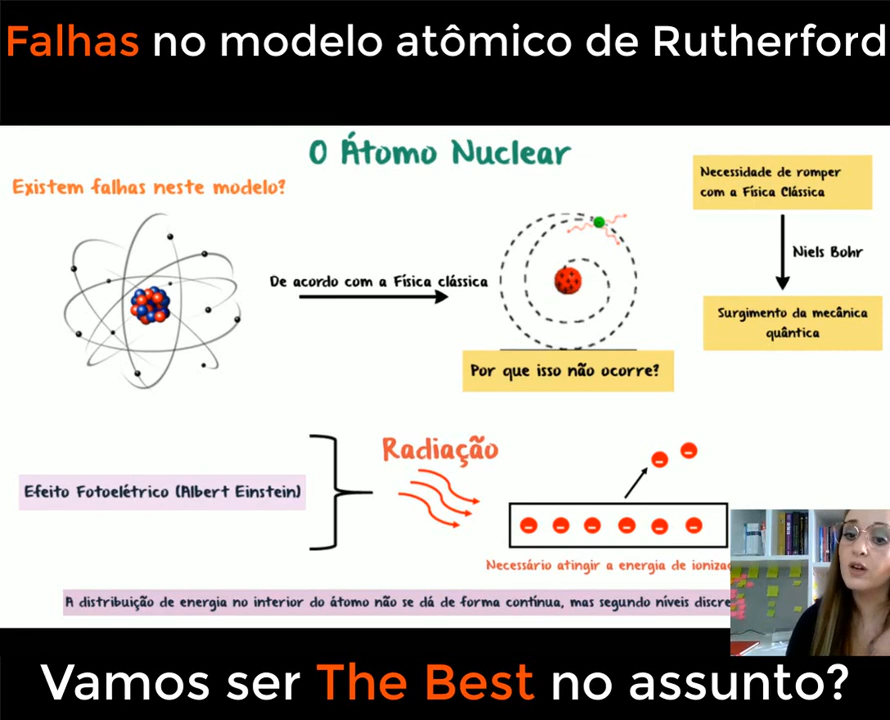 Falhas no modelo atômico de Rutherford
O Átomo Nuclear
Existem falhas neste modelo?
De acordo com a Física clássica
Por que isso não ocorre?
Necessidade de romper
com a Física Clássica
Niels Bohr
Surgimento da mecânica
quântica
Efeito Fotoelétrico (Albert Einstein)
Radiação
Necessário atingir a energia de
A distribuição de energia no interior do átomo não se dá de forma contínua, mas segundo níveis
Vamos ser The Best no assunto?